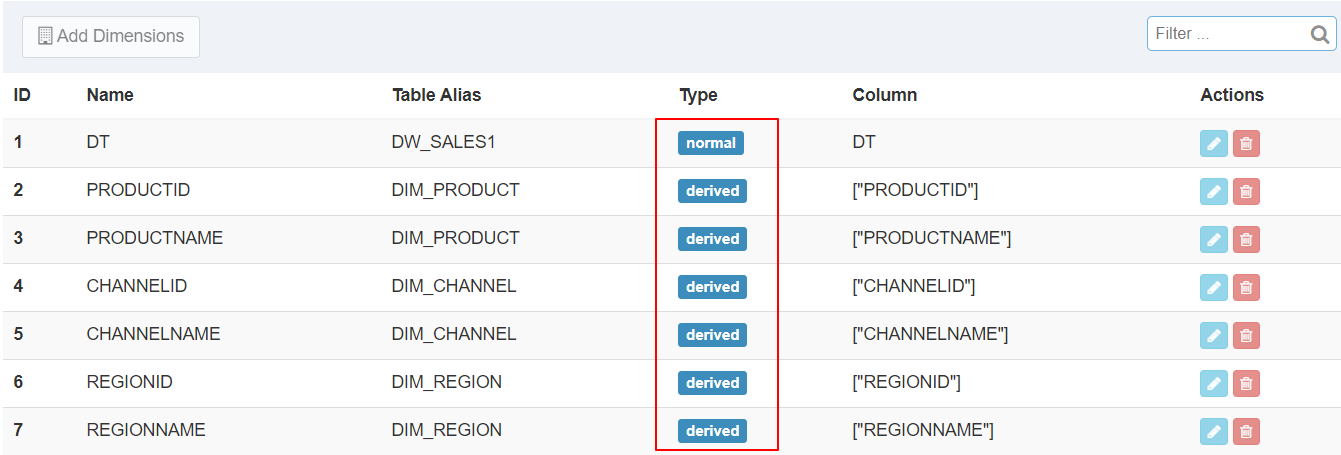 Add Dimensions
Filter ...
ID Name Table Alias Type Column Actions
1 DT DW_SALES1 normal DT
2 PRODUCTID DIM_PRODUCT derived ["PRODUCTID"]
3 PRODUCTNAME DIM_PRODUCT derived ["PRODUCTNAME"]
4 CHANNELID DIM_CHANNEL derived ["CHANNELID"]
5 CHANNELNAME DIM_CHANNEL derived ["CHANNELNAME"]
6 REGIONID DIM_REGION derived ["REGIONID"]
7 REGIONNAME DIM_REGION derived ["REGIONNAME"]